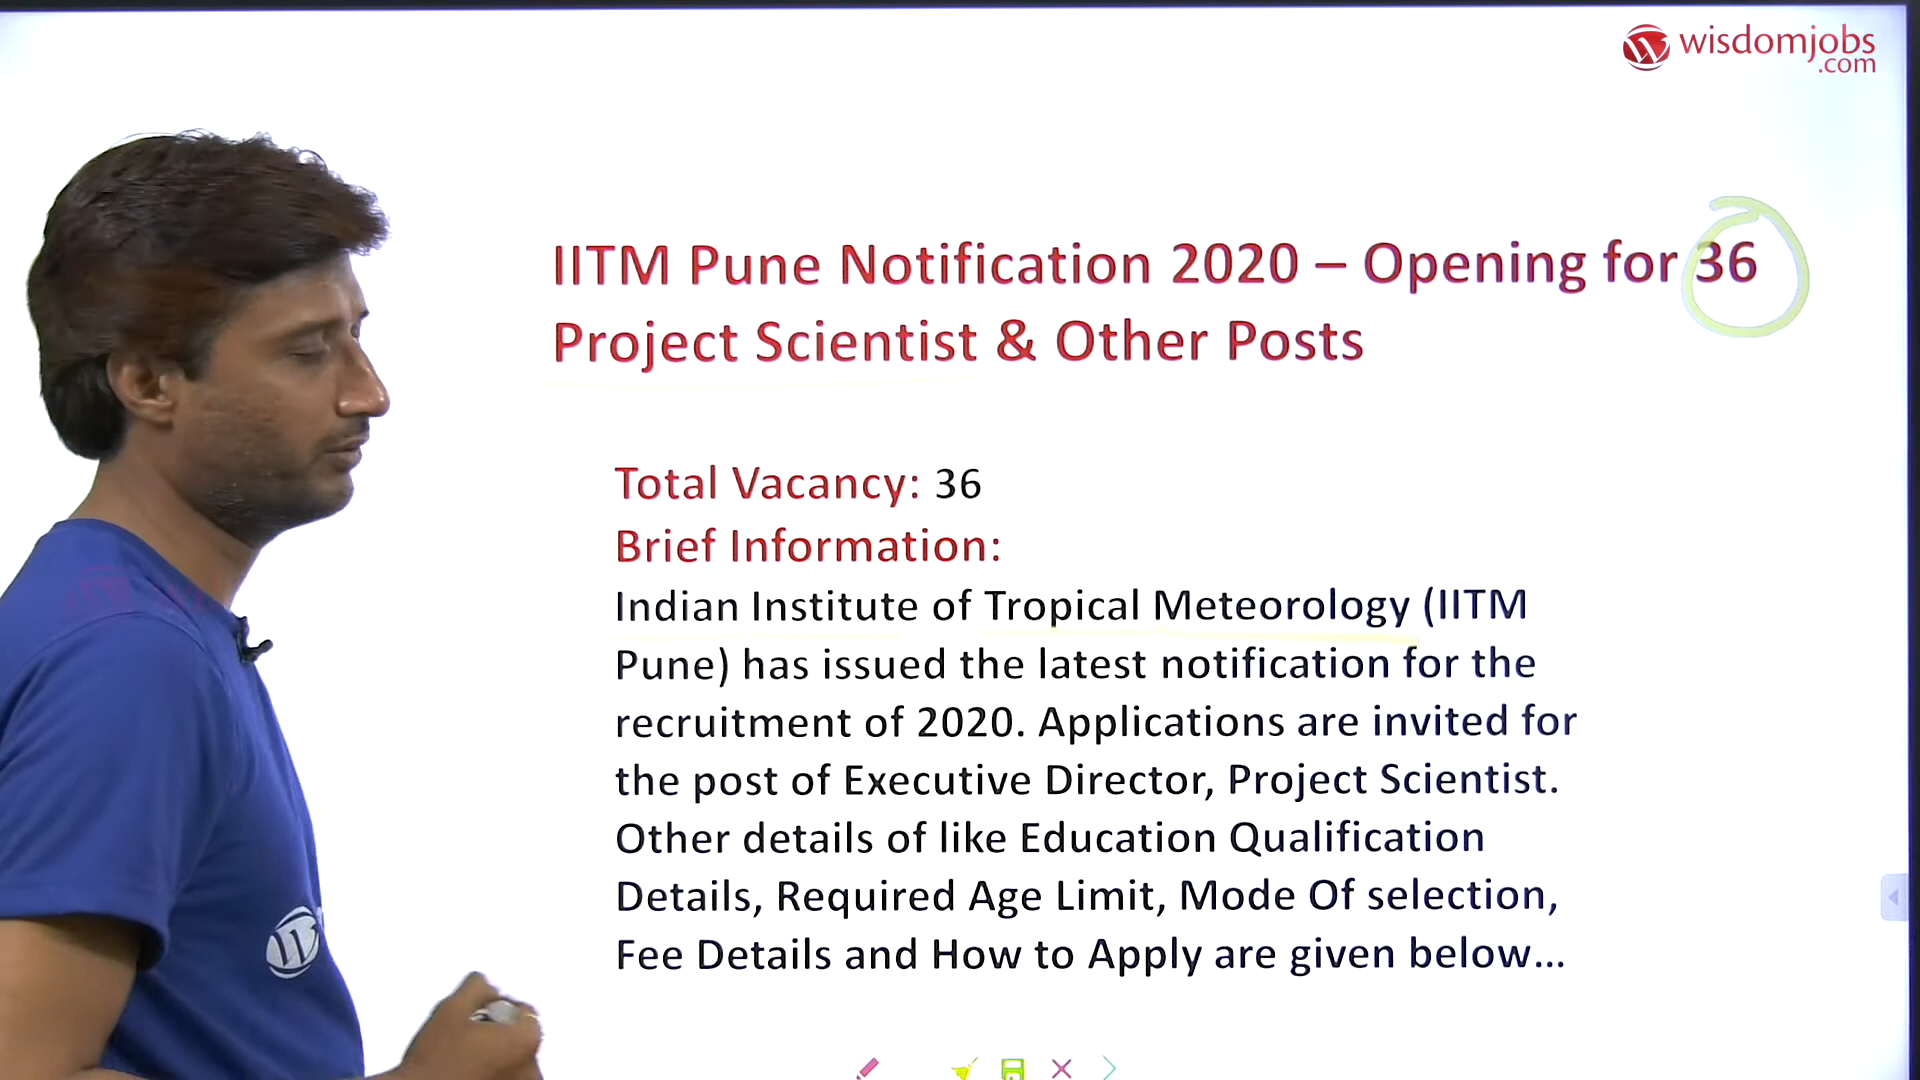 wisdomjobs
.com
IITM Pune Notification 2020 – Opening for 36
Project Scientist & Other Posts
Total Vacancy: 36
Brief Information:
Indian Institute of Tropical Meteorology (IITM
Pune) has issued the latest notification for the
recruitment of 2020. Applications are invited for
the post of Executive Director, Project Scientist.
Other details of like Education Qualification
Details, Required Age Limit, Mode Of selection,
Fee Details and How to Apply are given below...